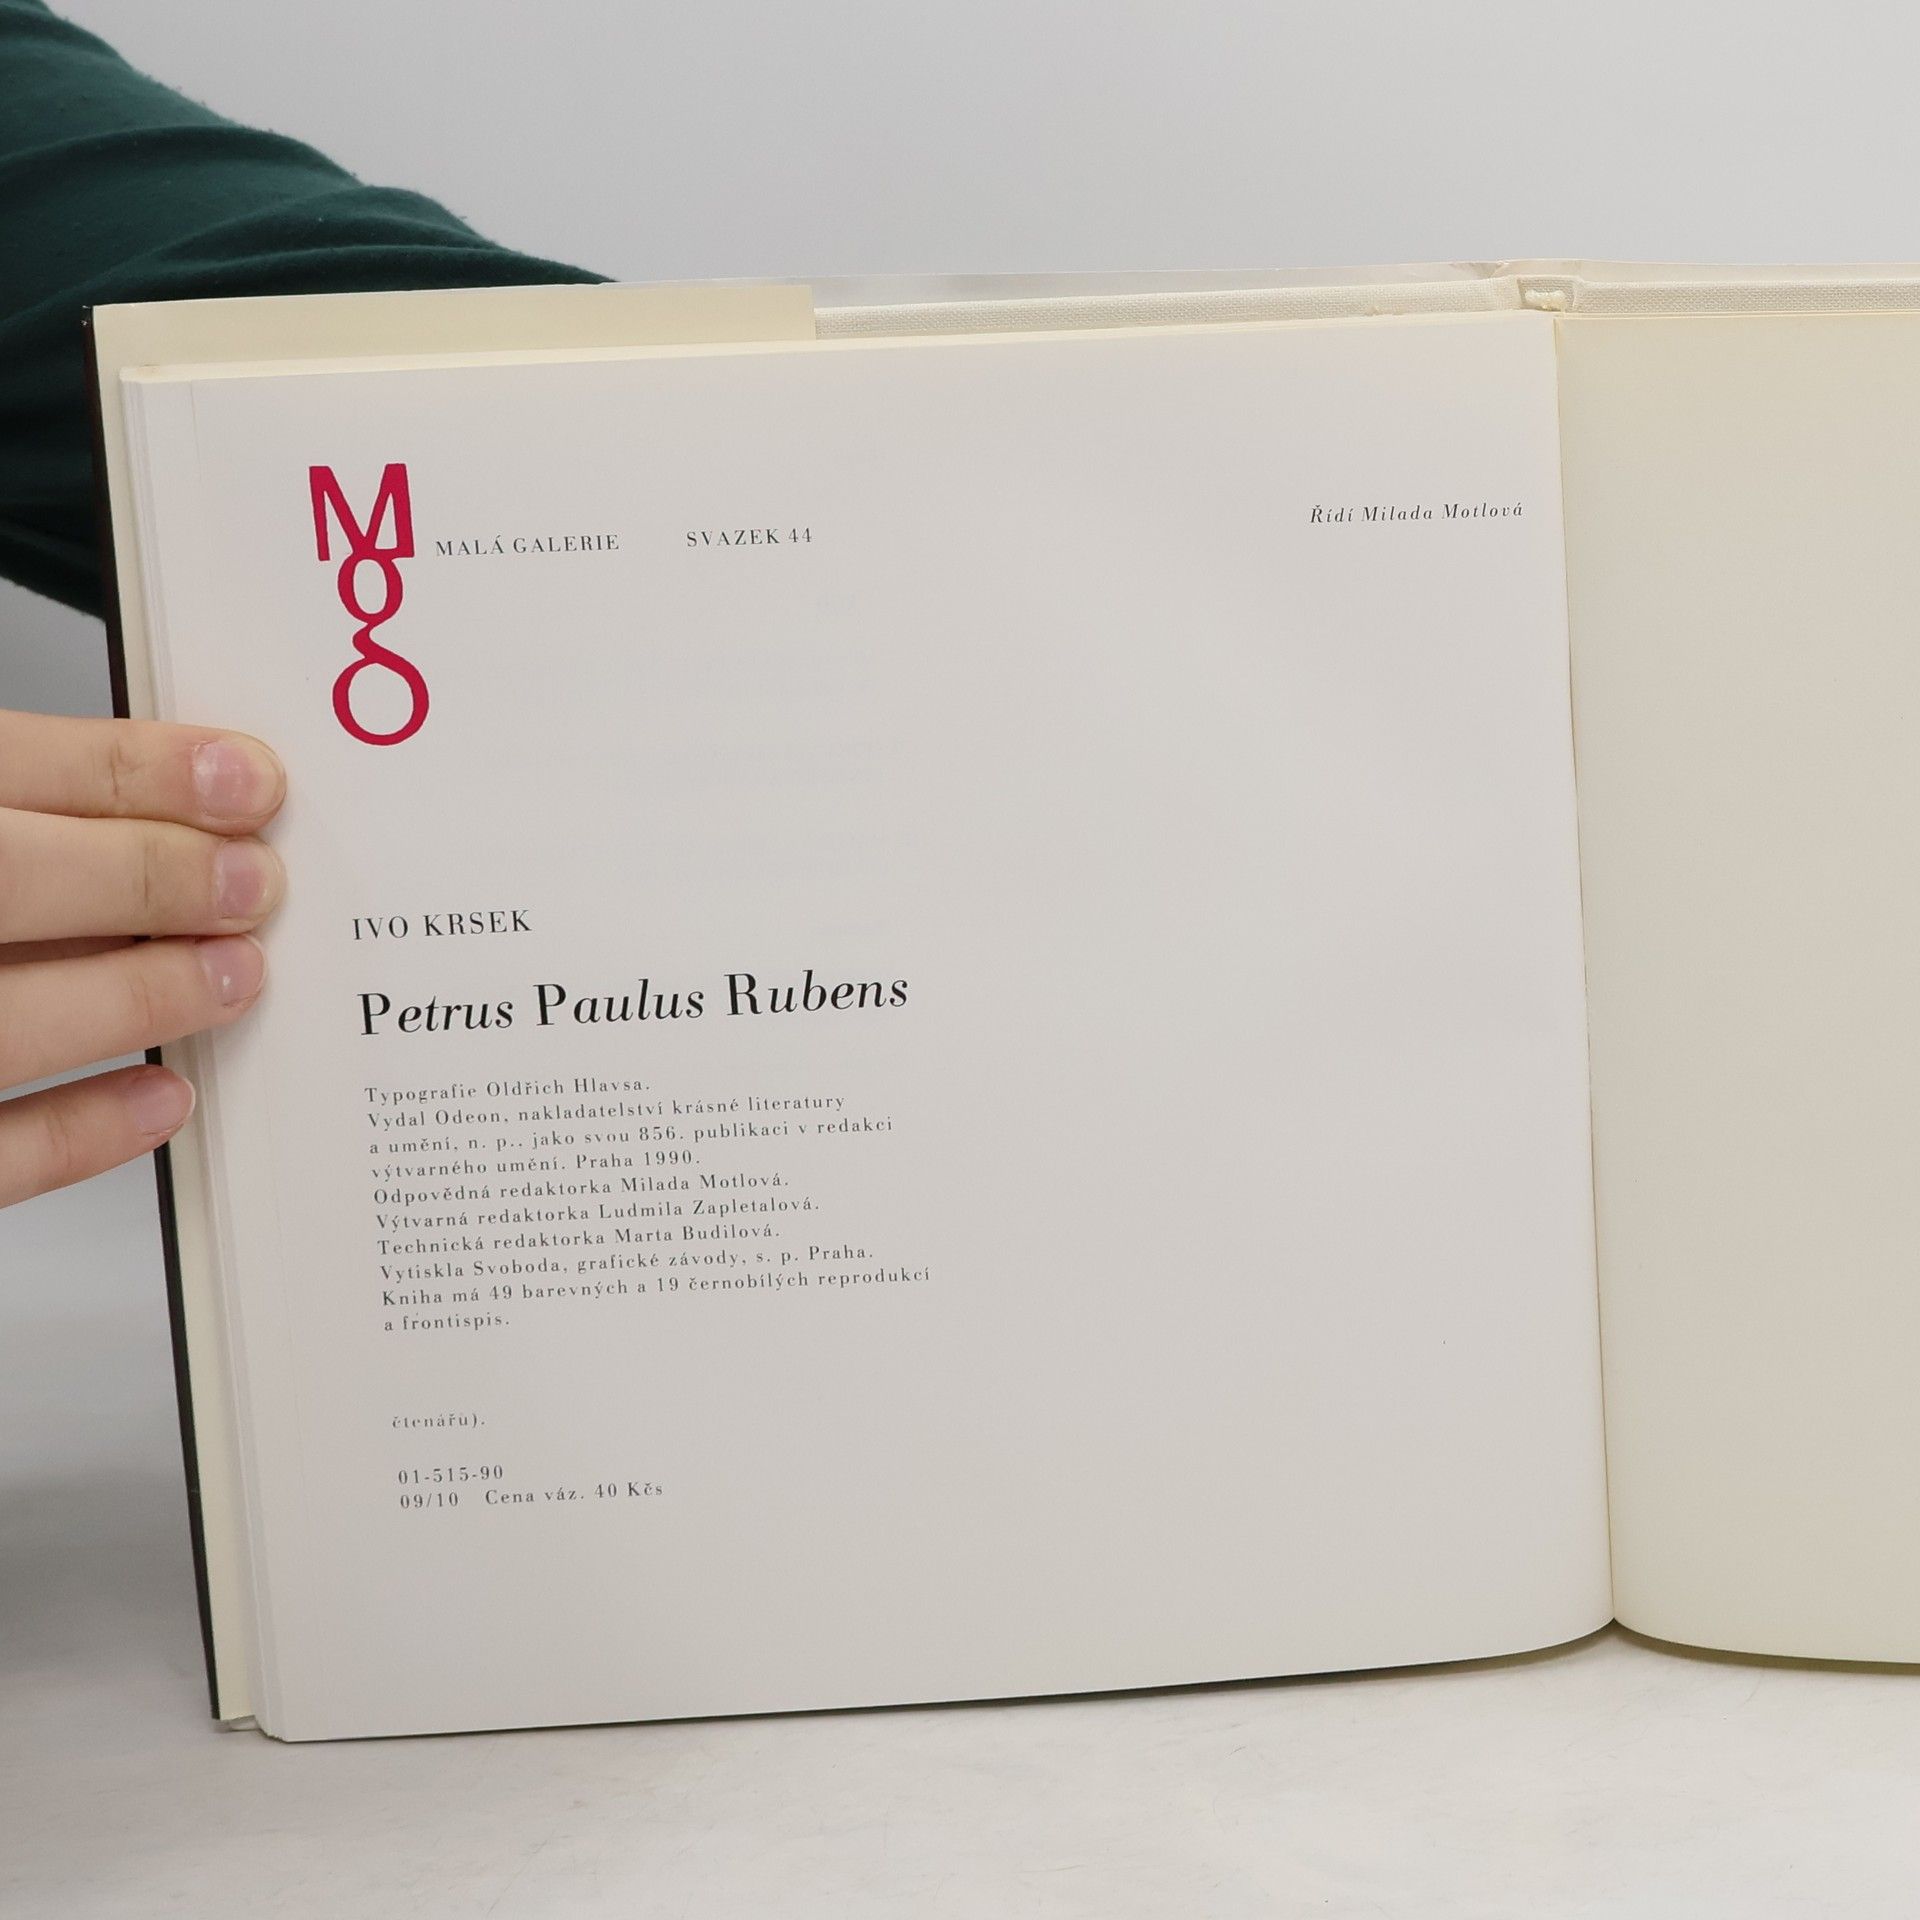 Mg
MALÁ GALERIE SVAZEK 44
Řídí Milada Motlová
IVO KRSEK
Petrus Paulus Rubens
Typografie Oldřich Hlavsa.
Vydal Odeon, nakladatelství krásné literatury
a umění, n. p., jako svou 856. publikaci v redakci
výtvarného umění. Praha 1990.
Odpovědná redaktorka Milada Motlová.
Výtvarná redaktorka Ludmila Zapletalová.
Technická redaktorka Marta Budilová.
Vytiskla Svoboda, grafické závody, s. p. Praha.
Kniha má 49 barevných a 19 černobílých reprodukcí
a frontispis.
čtenářů).
01-515-90
09/10 Cena váz. 40 Kčs